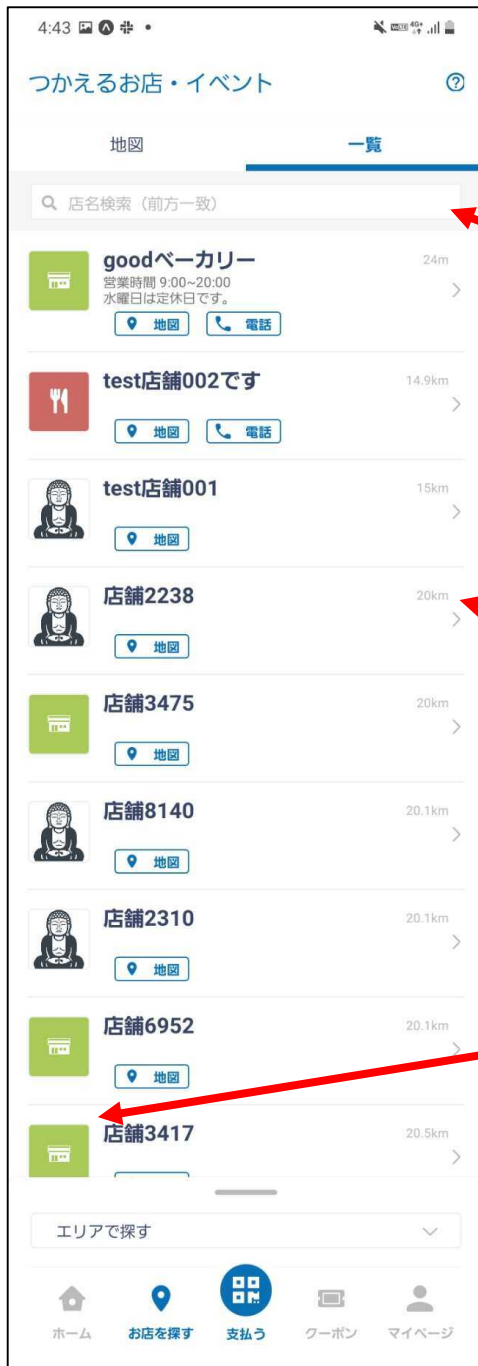 4:43
つかえるお店・イベント
地図 一覧
店名検索（前方一致）
goodベーカリー 24m
営業時間 9:00~20:00
水曜日は定休日です。
地図 電話
test店舗002です 14.9km
地図 電話
test店舗001 15km
地図
店舗2238 20km
地図
店舗3475 20km
地図
店舗8140 20.1km
地図
店舗2310 20.1km
地図
店舗6952 20.1km
地図
店舗3417 20.5km
エリアで探す
ホーム お店を探す 支払う クーポン マイページ